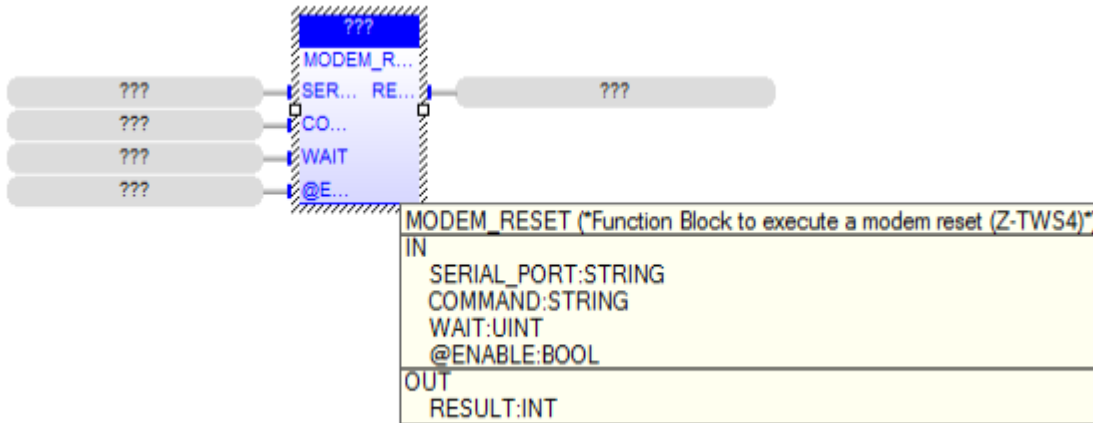 ???
MODEM_R...
??? SER... RE... ???
??? CO...
??? WAIT
??? @E...
MODEM_RESET (*Function Block to execute a modem reset (Z-TWS4)*)
IN
SERIAL_PORT:STRING
COMMAND:STRING
WAIT:UINT
@ENABLE:BOOL
OUT
RESULT:INT